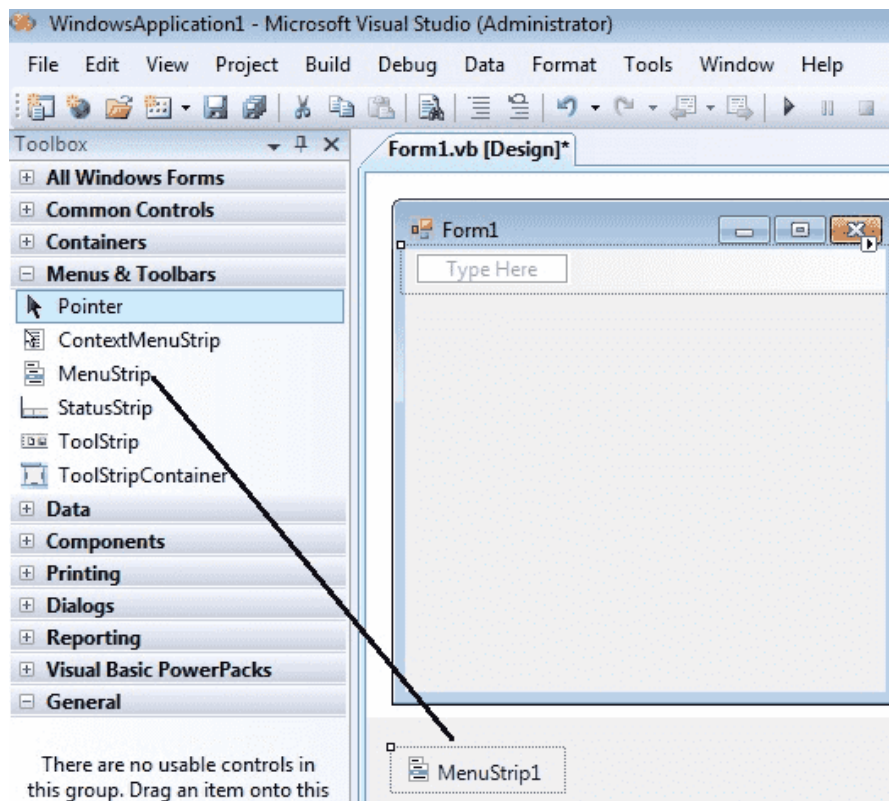 WindowsApplication1 - Microsoft Visual Studio (Administrator)
File Edit View Project Build Debug Data Format Tools Window Help
Toolbox
Form1.vb [Design]*
All Windows Forms
Common Controls
Containers
Menus & Toolbars
Pointer
ContextMenuStrip
MenuStrip
StatusStrip
ToolStrip
ToolStripContainer
Data
Components
Printing
Dialogs
Reporting
Visual Basic PowerPacks
General
There are no usable controls in
this group. Drag an item onto this
Form1
Type Here
MenuStrip1